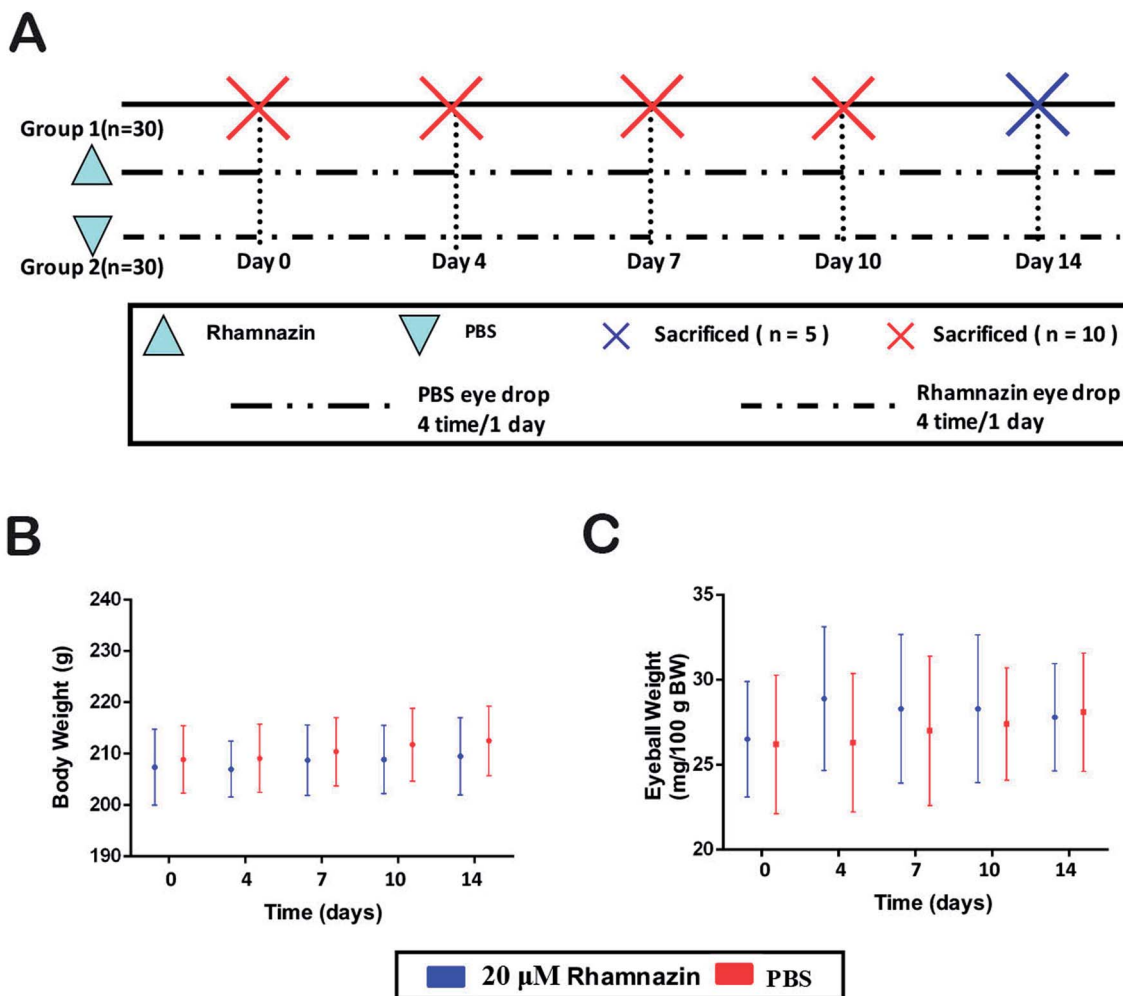 A
Group 1(n=30)
Group 2(n=30)
Day 0
Day 4
Day 7
Day 10
Day 14
Rhamnazin
PBS
Sacrificed ( n = 5 )
Sacrificed ( n = 10 )
PBS eye drop
4 time/1 day
Rhamnazin eye drop
4 time/1 day
B
Body Weight (g)
240
230
220
210
200
190
0
4
7
10
14
Time (days)
C
Eyeball Weight
(mg/100 g BW)
35
30
25
20
0
4
7
10
14
Time (days)
20 µM Rhamnazin
PBS